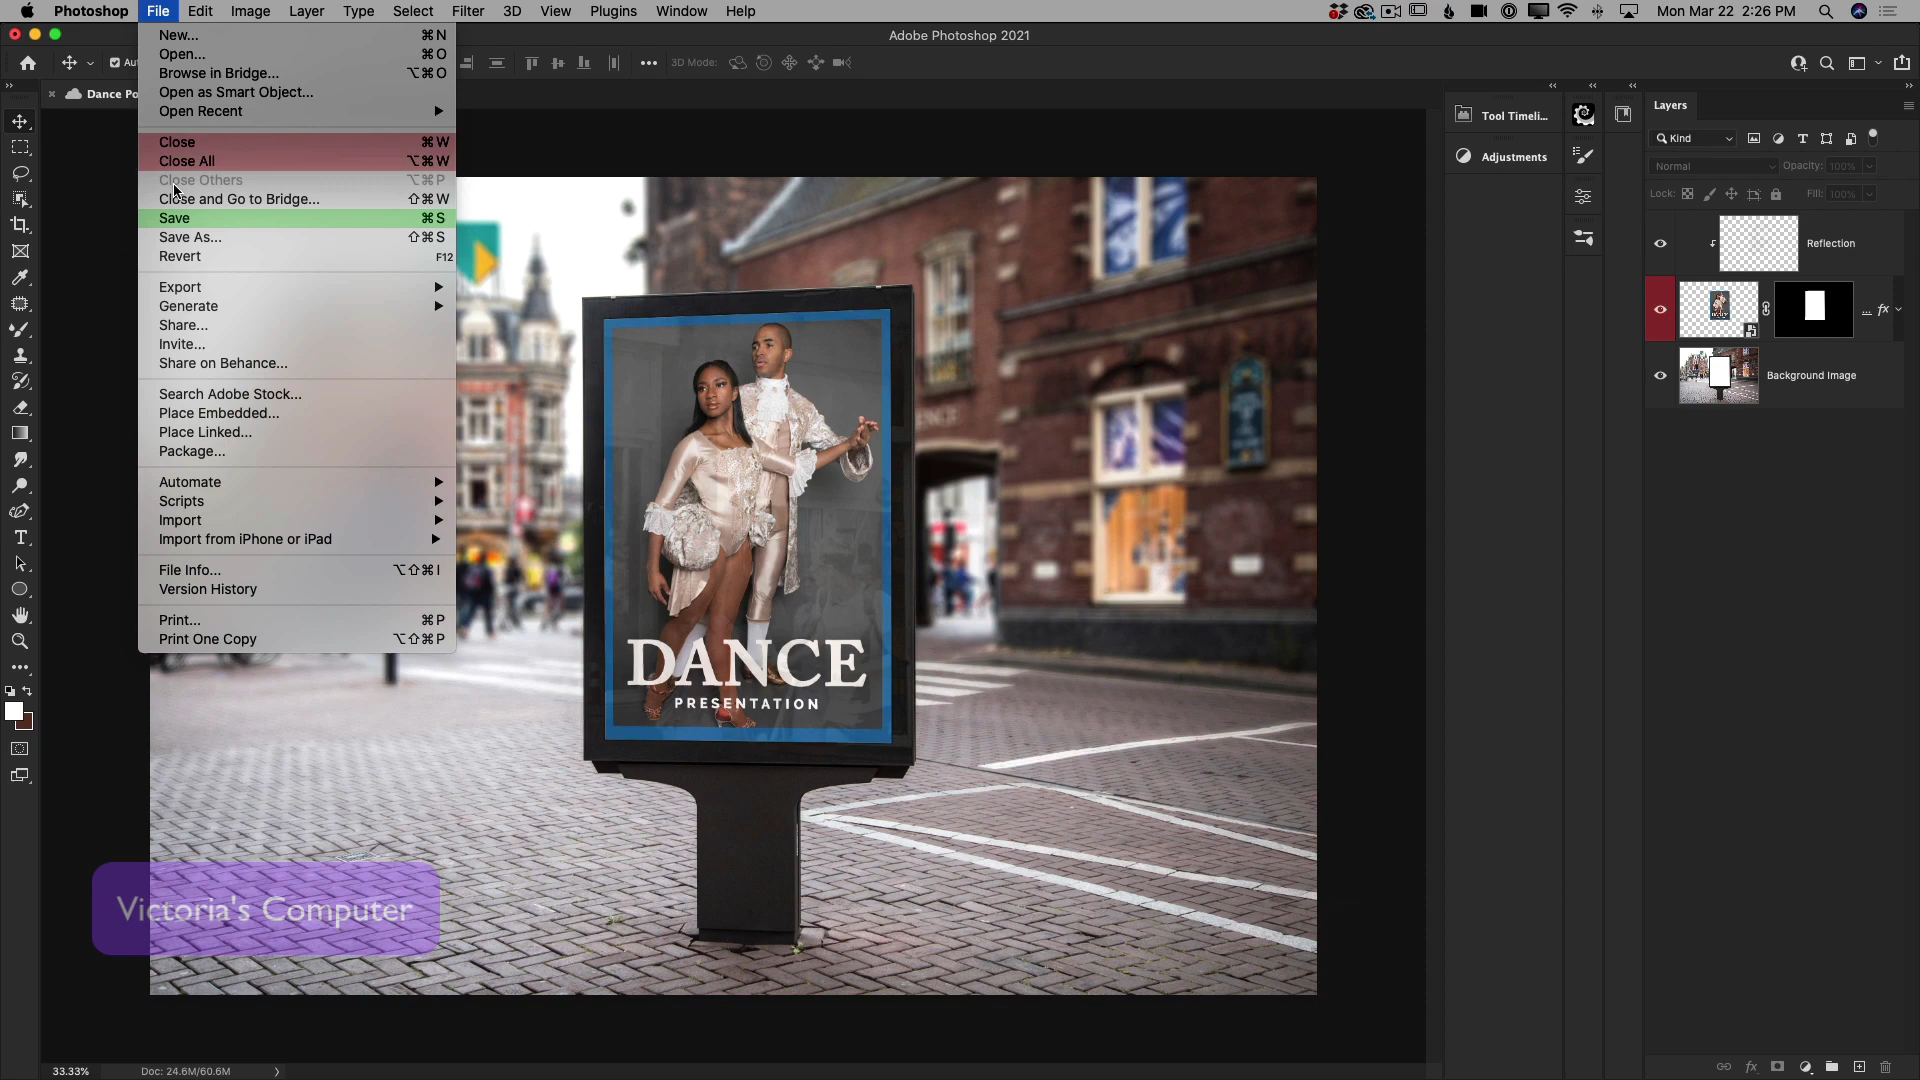 Photoshop File Edit Image Layer Type Select Filter 3D View Plugins Window Help Mon Mar 22 2:26 PM
Adobe Photoshop 2021
3D Mode:
Dance Po
New... ⌘N
Open... ⌘O
Browse in Bridge... ⌥⌘O
Open as Smart Object...
Open Recent
Close ⌘W
Close All ⌥⌘W
Close Others ⌥⌘P
Close and Go to Bridge... ⇧⌘W
Save ⌘S
Save As... ⇧⌘S
Revert F12
Export
Generate
Share...
Invite...
Share on Behance...
Search Adobe Stock...
Place Embedded...
Place Linked...
Package...
Automate
Scripts
Import
Import from iPhone or iPad
File Info... ⌥⇧⌘I
Version History
Print... ⌘P
Print One Copy ⌥⇧⌘P
DANCE
PRESENTATION
Victoria's Computer
33.33% Doc: 24.6M/60.6M
Tool Timeli...
Adjustments
Layers
Kind
Normal Opacity: 100%
Lock: Fill: 100%
Reflection
... fx
Background Image
fx